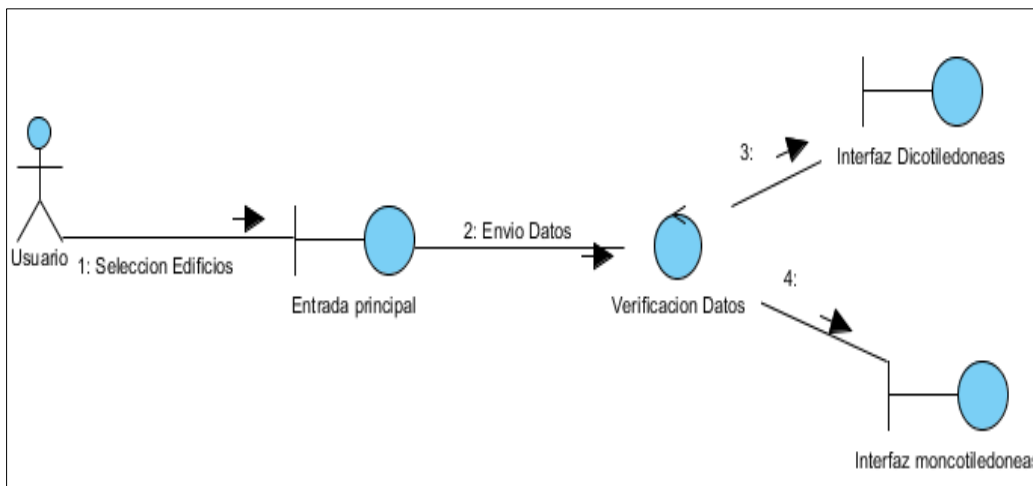 Usuario
1: Seleccion Edificios
Entrada principal
2: Envio Datos
Verificacion Datos
3:
Interfaz Dicotiledoneas
4:
Interfaz moncotiledoneas